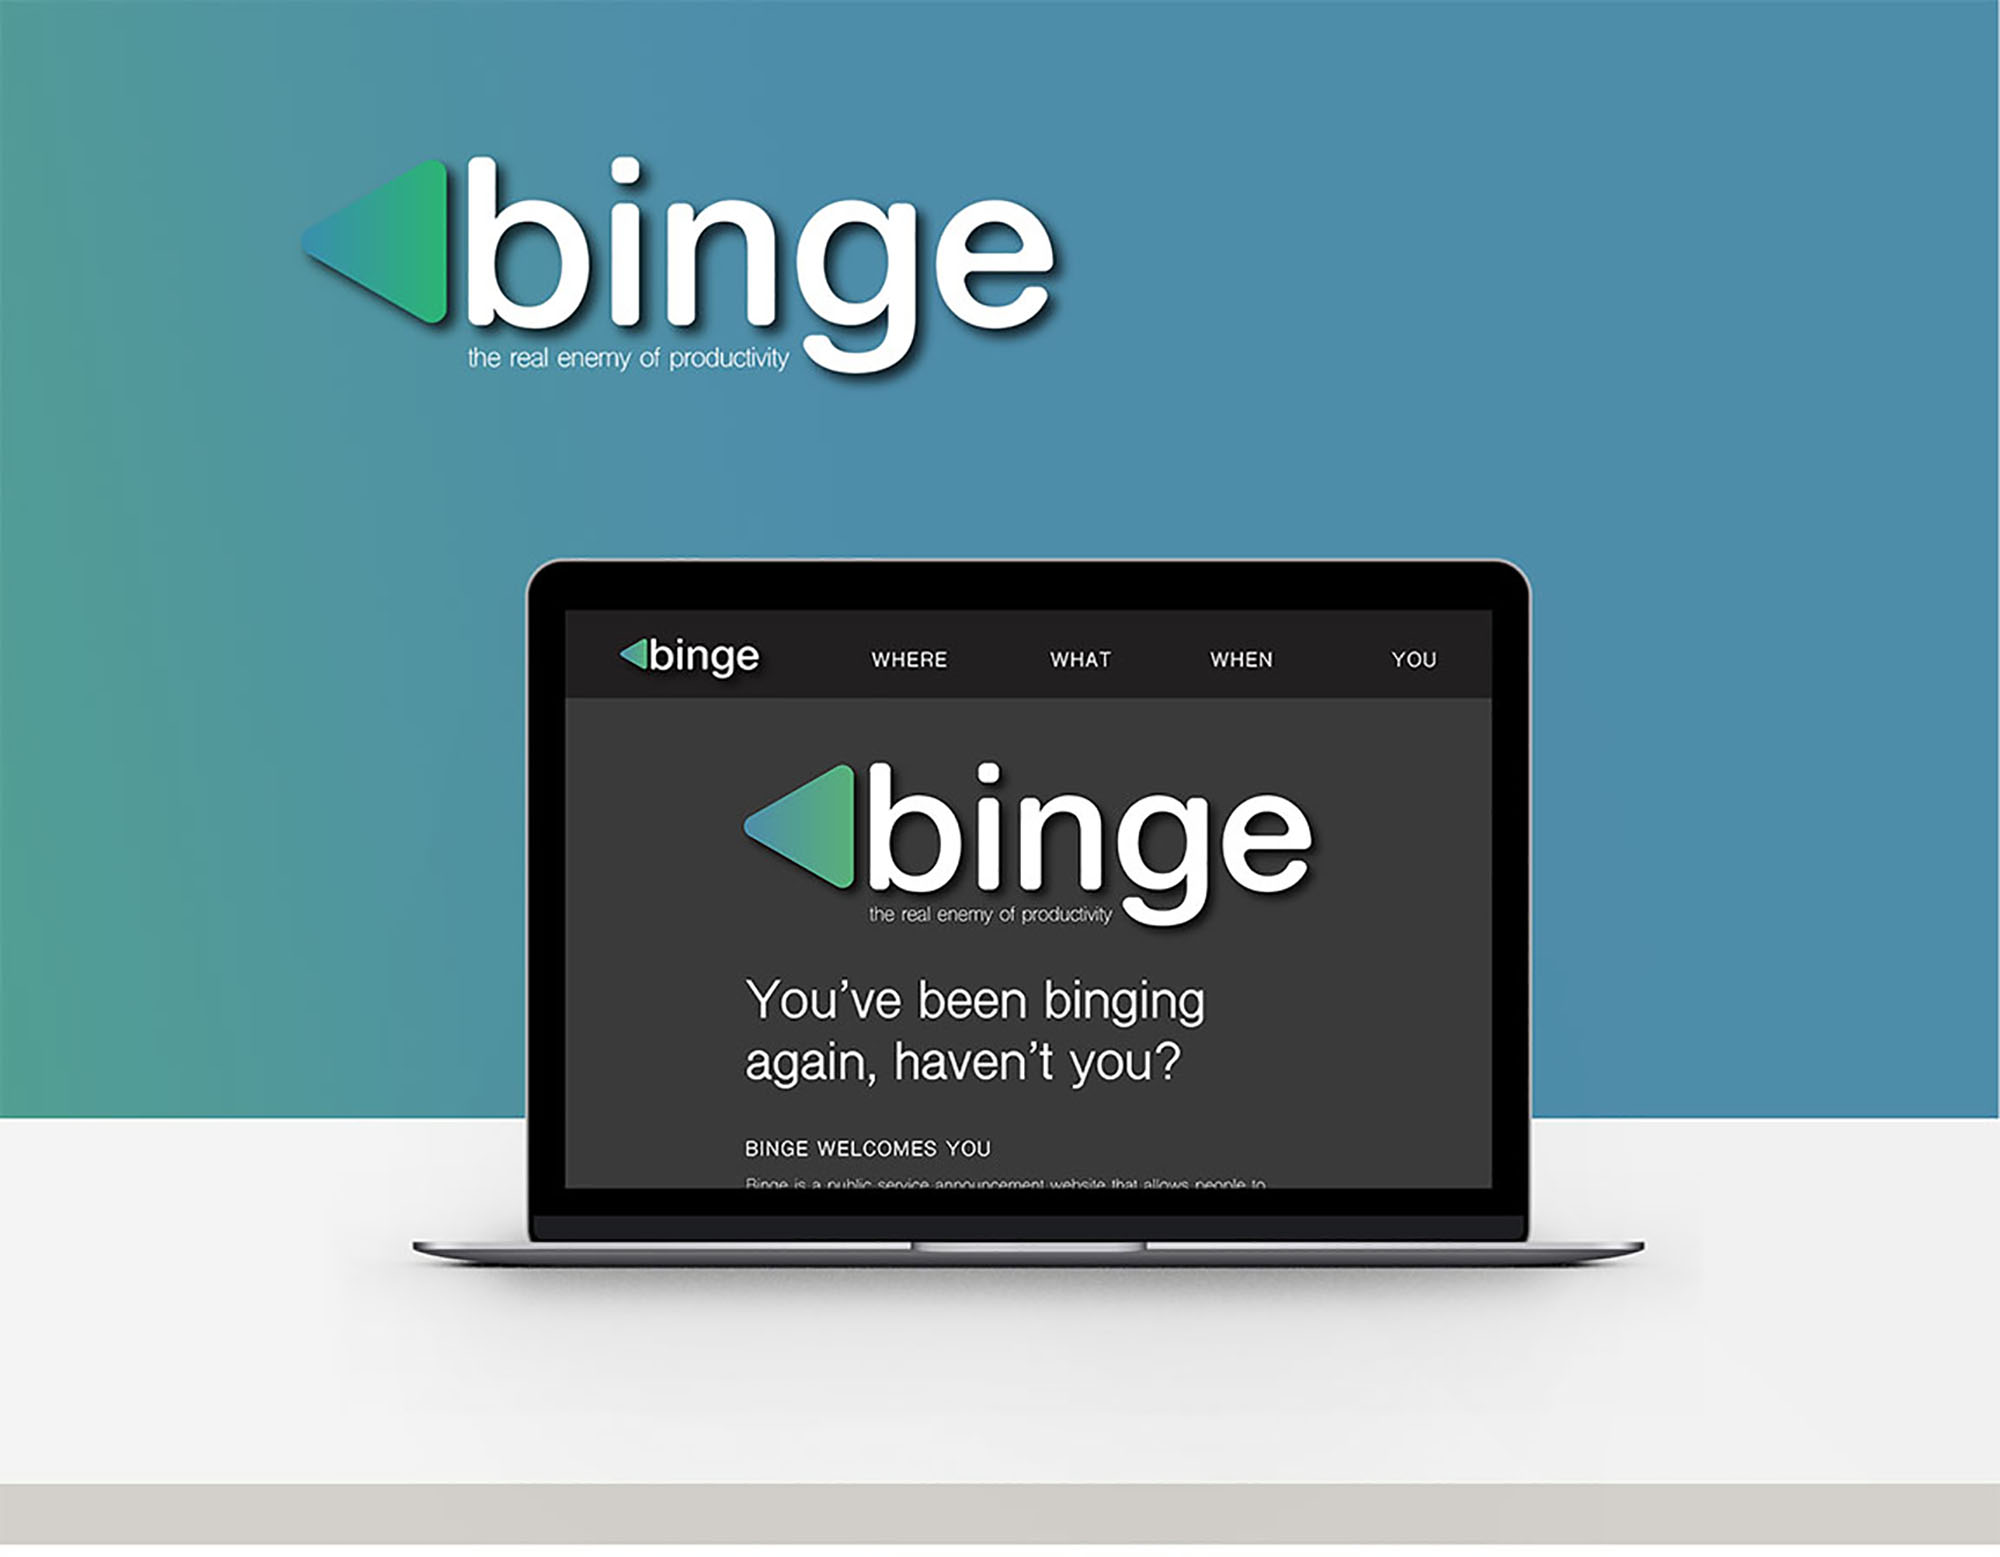 binge
the real enemy of productivity
binge WHERE WHAT WHEN YOU
binge
the real enemy of productivity
You've been binging
again, haven't you?
BINGE WELCOMES YOU
Binge is a public service announcement website that allows people to